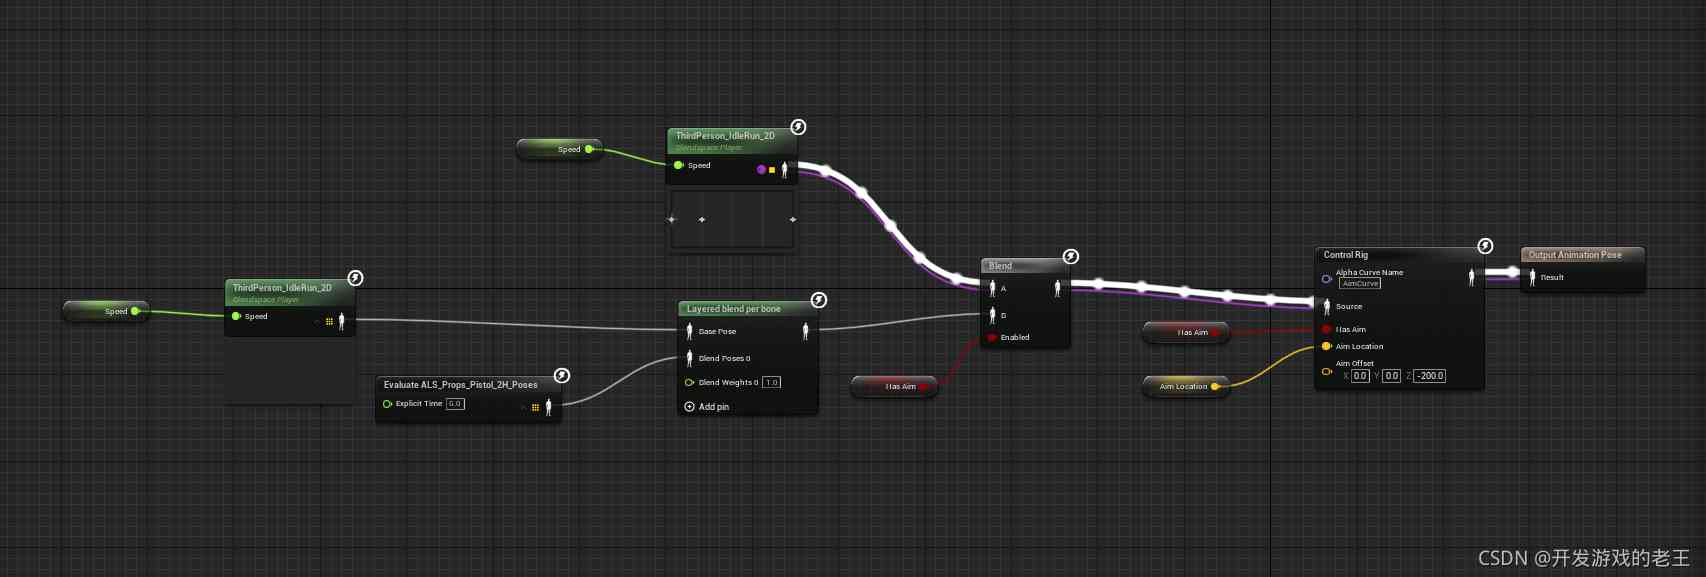 Speed
ThirdPerson_IdleRun_2D
Blendspace Player
Speed
Speed
ThirdPerson_IdleRun_2D
Blendspace Player
Speed
Evaluate ALS_Props_Pistol_2H_Poses
Explicit Time 0.0
Layered blend per bone
Base Pose
Blend Poses 0
Blend Weights 0 1.0
Add pin
Has Aim
Blend
A
B
Enabled
Has Aim
Aim Location
Control Rig
Alpha Curve Name
AimCurve
Source
Has Aim
Aim Location
Aim Offset
X 0.0 Y 0.0 Z -200.0
Output Animation Pose
Result
CSDN @开发游戏的老王